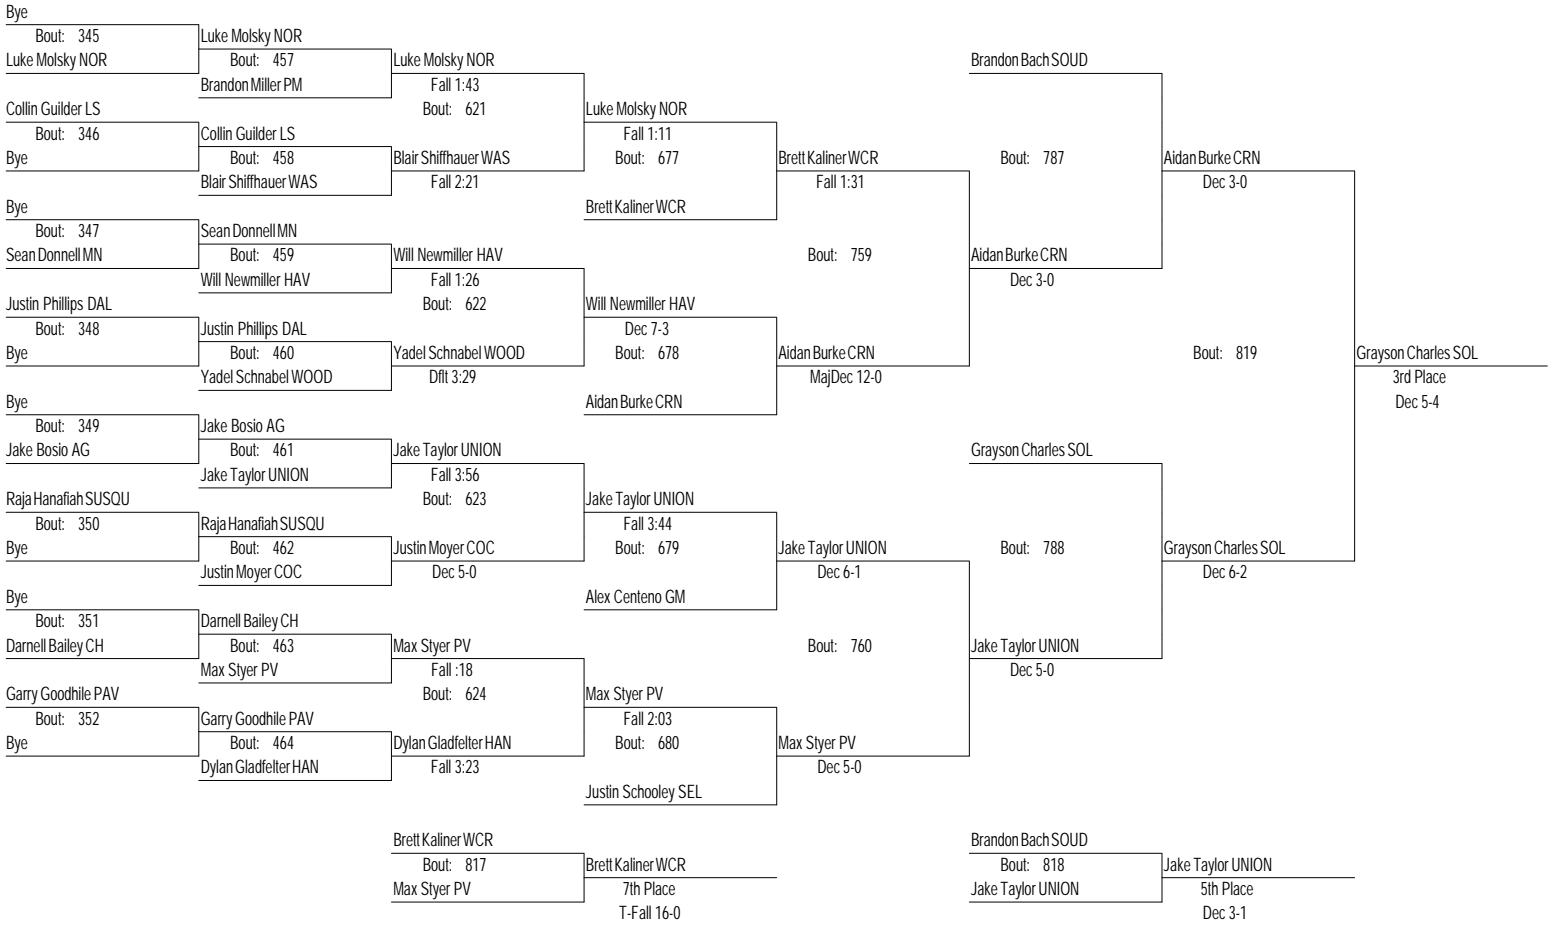 Bye
Bout: 345
Luke Molsky NOR
Luke Molsky NOR
Bout: 457
Brandon Miller PM
Luke Molsky NOR
Fall 1:43
Bout: 621
Collin Guilder LS
Bout: 346
Bye
Collin Guilder LS
Bout: 458
Blair Shiffhauer WAS
Blair Shiffhauer WAS
Fall 2:21
Luke Molsky NOR
Fall 1:11
Bout: 677
Brett Kaliner WCR
Brett Kaliner WCR
Fall 1:31
Bye
Bout: 347
Sean Donnell MN
Sean Donnell MN
Bout: 459
Will Newmiller HAV
Will Newmiller HAV
Fall 1:26
Bout: 622
Justin Phillips DAL
Bout: 348
Bye
Justin Phillips DAL
Bout: 460
Yadel Schnabel WOOD
Yadel Schnabel WOOD
Dflt 3:29
Will Newmiller HAV
Dec 7-3
Bout: 678
Aidan Burke CRN
Aidan Burke CRN
MajDec 12-0
Bout: 759
Aidan Burke CRN
Dec 3-0
Brandon Bach SOUD
Bout: 787
Aidan Burke CRN
Dec 3-0
Bye
Bout: 349
Jake Bosio AG
Jake Bosio AG
Bout: 461
Jake Taylor UNION
Jake Taylor UNION
Fall 3:56
Bout: 623
Raja Hanafiah SUSQU
Bout: 350
Bye
Raja Hanafiah SUSQU
Bout: 462
Justin Moyer COC
Justin Moyer COC
Dec 5-0
Jake Taylor UNION
Fall 3:44
Bout: 679
Alex Centeno GM
Jake Taylor UNION
Dec 6-1
Bye
Bout: 351
Darnell Bailey CH
Darnell Bailey CH
Bout: 463
Max Styer PV
Max Styer PV
Fall :18
Bout: 624
Garry Goodhile PAV
Bout: 352
Bye
Garry Goodhile PAV
Bout: 464
Dylan Gladfelter HAN
Dylan Gladfelter HAN
Fall 3:23
Max Styer PV
Fall 2:03
Bout: 680
Justin Schooley SEL
Max Styer PV
Dec 5-0
Bout: 760
Jake Taylor UNION
Dec 5-0
Grayson Charles SOL
Bout: 788
Grayson Charles SOL
Dec 6-2
Bout: 819
Grayson Charles SOL
3rd Place
Dec 5-4
Brett Kaliner WCR
Bout: 817
Max Styer PV
Brett Kaliner WCR
7th Place
T-Fall 16-0
Brandon Bach SOUD
Bout: 818
Jake Taylor UNION
Jake Taylor UNION
5th Place
Dec 3-1